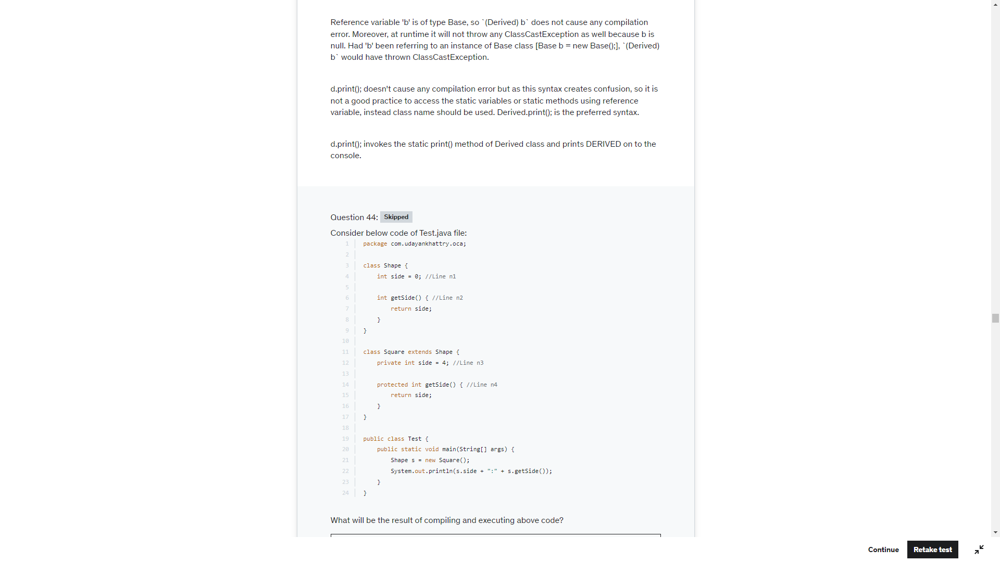 Reference variable 'b' is of type Base, so `(Derived) b` does not cause any compilation
error. Moreover, at runtime it will not throw any ClassCastException as well because b is
null. Had 'b' been referring to an instance of Base class [Base b = new Base();], `(Derived)
b` would have thrown ClassCastException.
d.print(); doesn't cause any compilation error but as this syntax creates confusion, so it is
not a good practice to access the static variables or static methods using reference
variable, instead class name should be used. Derived.print(); is the preferred syntax.
d.print(); invokes the static print() method of Derived class and prints DERIVED on to the
console.
Question 44: Skipped
Consider below code of Test.java file:
1 package com.udayankhattry.oca;
2
3 class Shape {
4 int side = 0; //Line n1
5
6 int getSide() { //Line n2
7 return side;
8 }
9 }
10
11 class Square extends Shape {
12 private int side = 4; //Line n3
13
14 protected int getSide() { //Line n4
15 return side;
16 }
17 }
18
19 public class Test {
20 public static void main(String[] args) {
21 Shape s = new Square();
22 System.out.println(s.side + ":" + s.getSide());
23 }
24 }
What will be the result of compiling and executing above code?
Continue Retake test